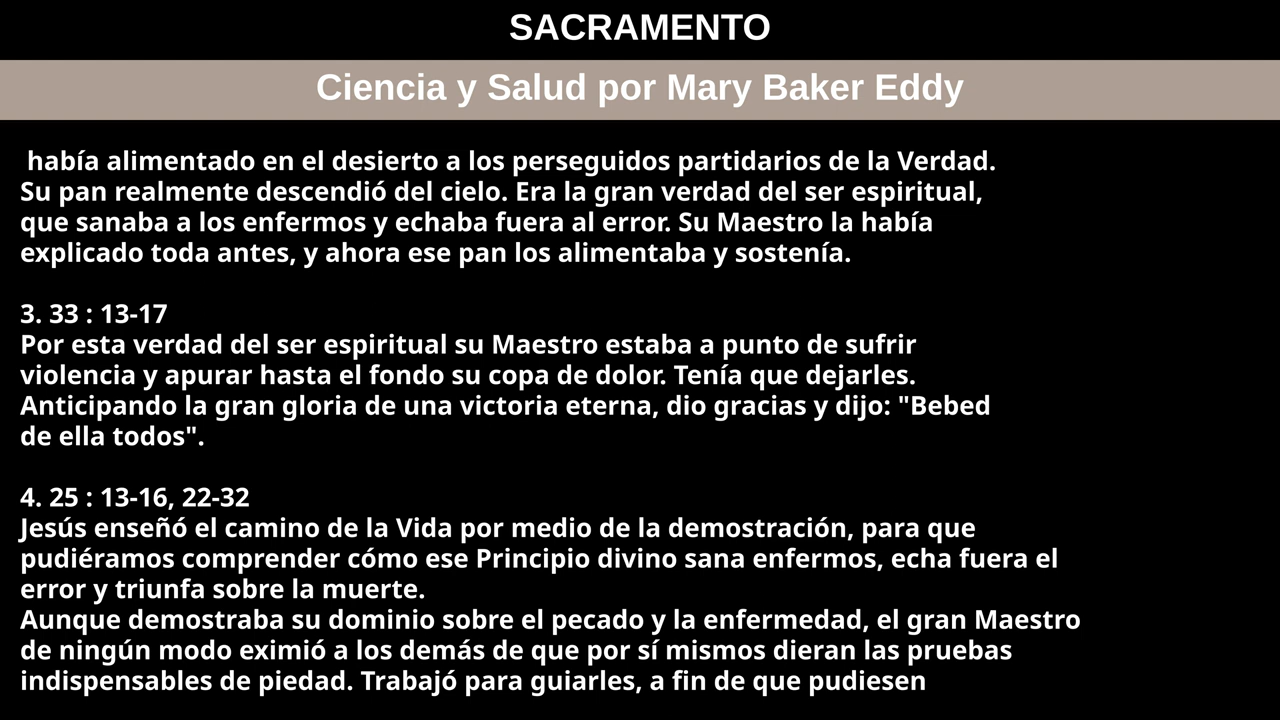 SACRAMENTO
Ciencia y Salud por Mary Baker Eddy
había alimentado en el desierto a los perseguidos partidarios de la Verdad.
Su pan realmente descendió del cielo. Era la gran verdad del ser espiritual,
que sanaba a los enfermos y echaba fuera al error. Su Maestro la había
explicado toda antes, y ahora ese pan los alimentaba y sostenía.
3. 33 : 13-17
Por esta verdad del ser espiritual su Maestro estaba a punto de sufrir
violencia y apurar hasta el fondo su copa de dolor. Tenía que dejarles.
Anticipando la gran gloria de una victoria eterna, dio gracias y dijo: "Bebed
de ella todos".
4. 25 : 13-16, 22-32
Jesús enseñó el camino de la Vida por medio de la demostración, para que
pudiéramos comprender cómo ese Principio divino sana enfermos, echa fuera el
error y triunfa sobre la muerte.
Aunque demostraba su dominio sobre el pecado y la enfermedad, el gran Maestro
de ningún modo eximió a los demás de que por sí mismos dieran las pruebas
indispensables de piedad. Trabajó para guiarles, a fin de que pudiesen